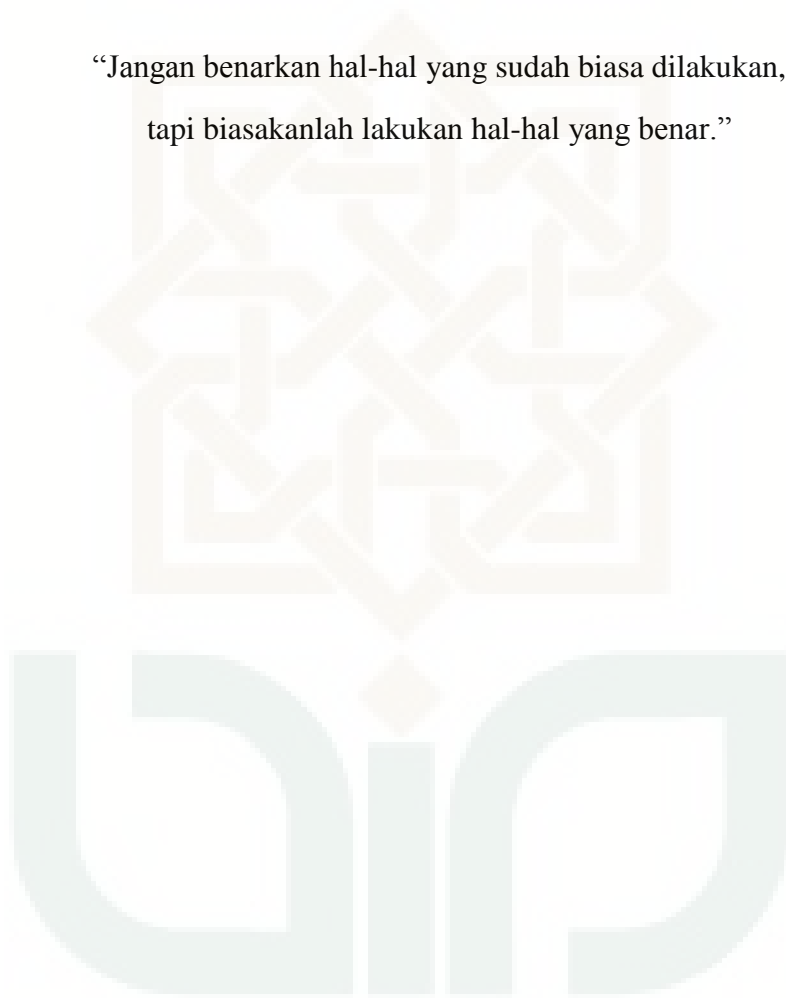 “Jangan benarkan hal-hal yang sudah biasa dilakukan,
tapi biasakanlah lakukan hal-hal yang benar.”